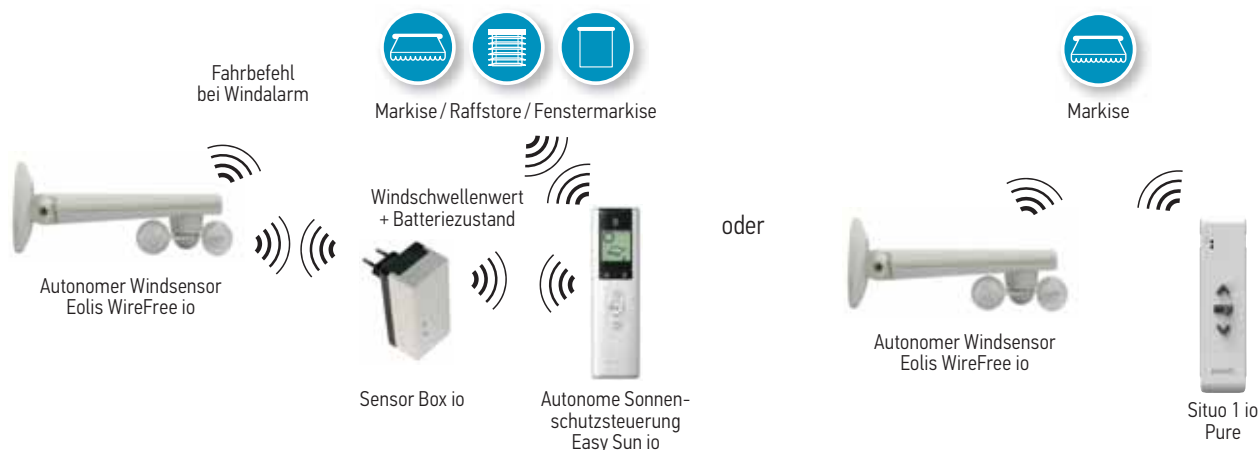 Fahrbefehl
bei Windalarm
Markise / Raffstore / Fenstermarkise
Windschwellenwert
+ Batteriezustand
Autonomer Windsensor
Eolis WireFree io
Sensor Box io
Autonome Sonnen-
schutzsteuerung
Easy Sun io
oder
Markise
Autonomer Windsensor
Eolis WireFree io
Situo 1 io
Pure